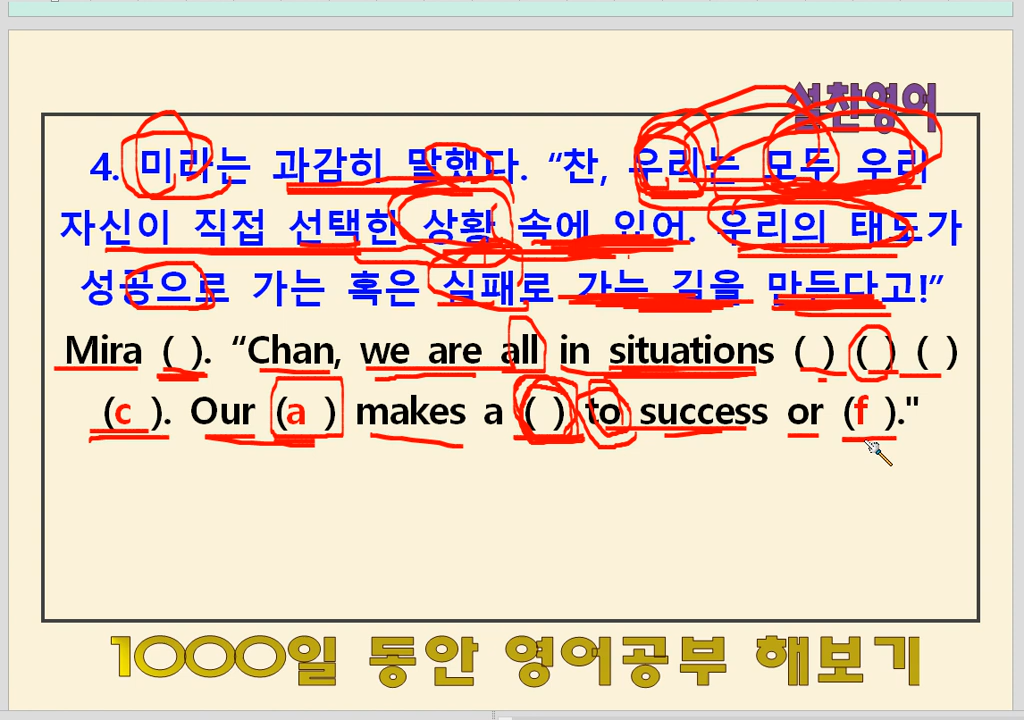 설찬영어
4. 미라는 과감히 말했다. “찬, 우리는 모두 우리
자신이 직접 선택한 상황 속에 있어. 우리의 태도가
성공으로 가는 혹은 실패로 가는 길을 만든다고!”
Mira ( ). “Chan, we are all in situations ( ) ( ) ( )
(c ). Our (a ) makes a ( ) to success or (f )."
1000일 동안 영어공부 해보기